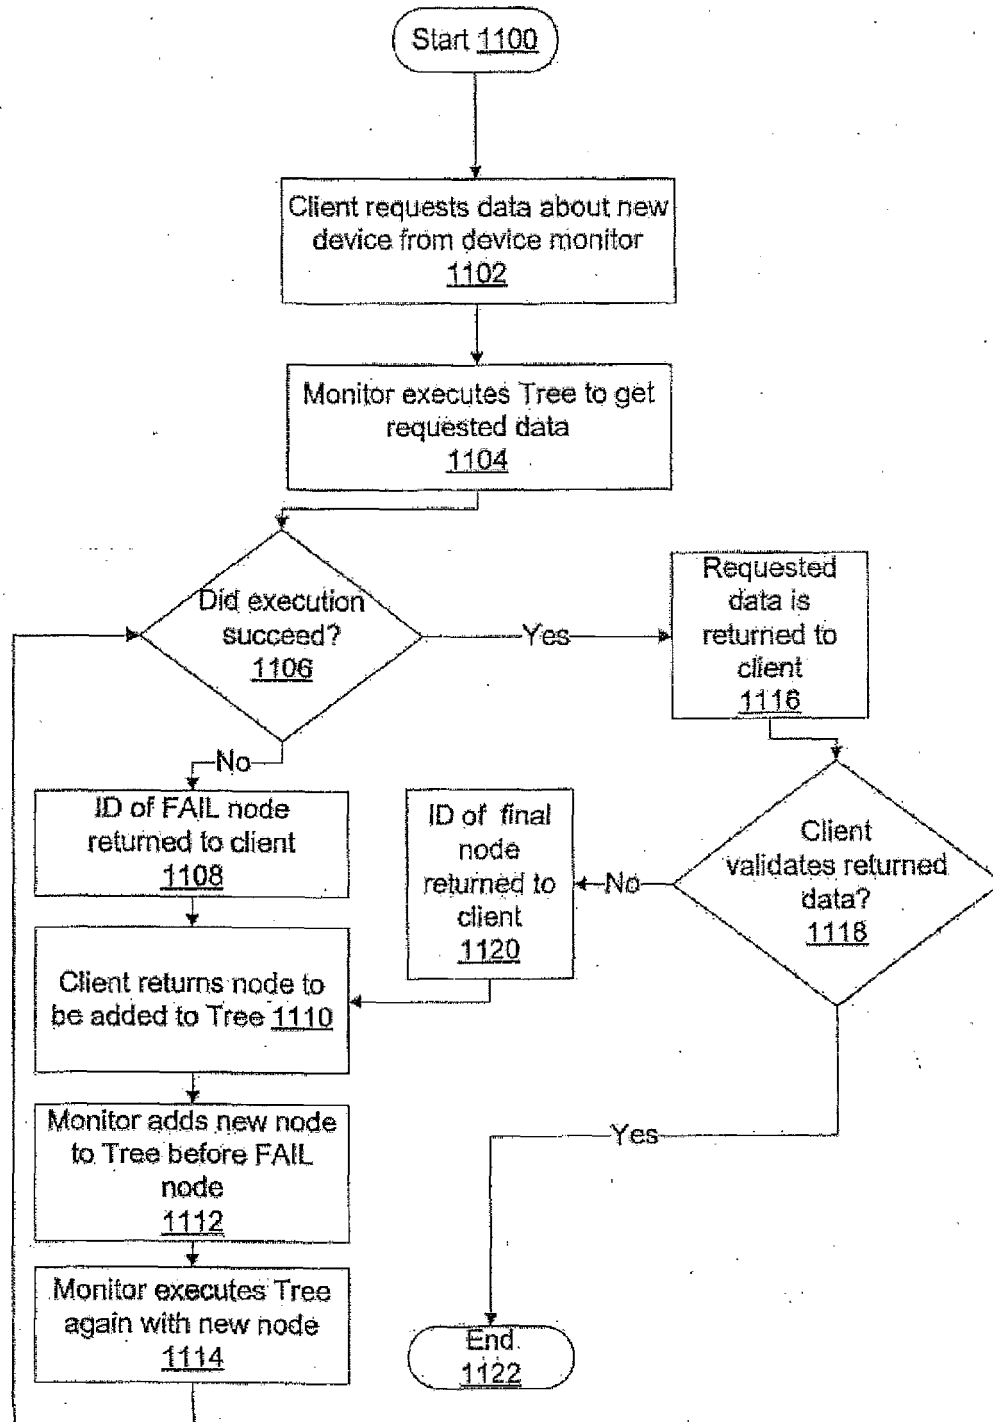 Start 1100
Client requests data about new
device from device monitor
1102
Monitor executes Tree to get
requested data
1104
Did execution
succeed?
1106
Yes
Requested
data is
returned to
client
1116
No
ID of FAIL node
returned to client
1108
ID of final
node
returned to
client
1120
No
Client
validates returned
data?
1118
Client returns node to
be added to Tree 1110
Monitor adds new node
to Tree before FAIL
node
1112
Yes
Monitor executes Tree
again with new node
1114
End
1122